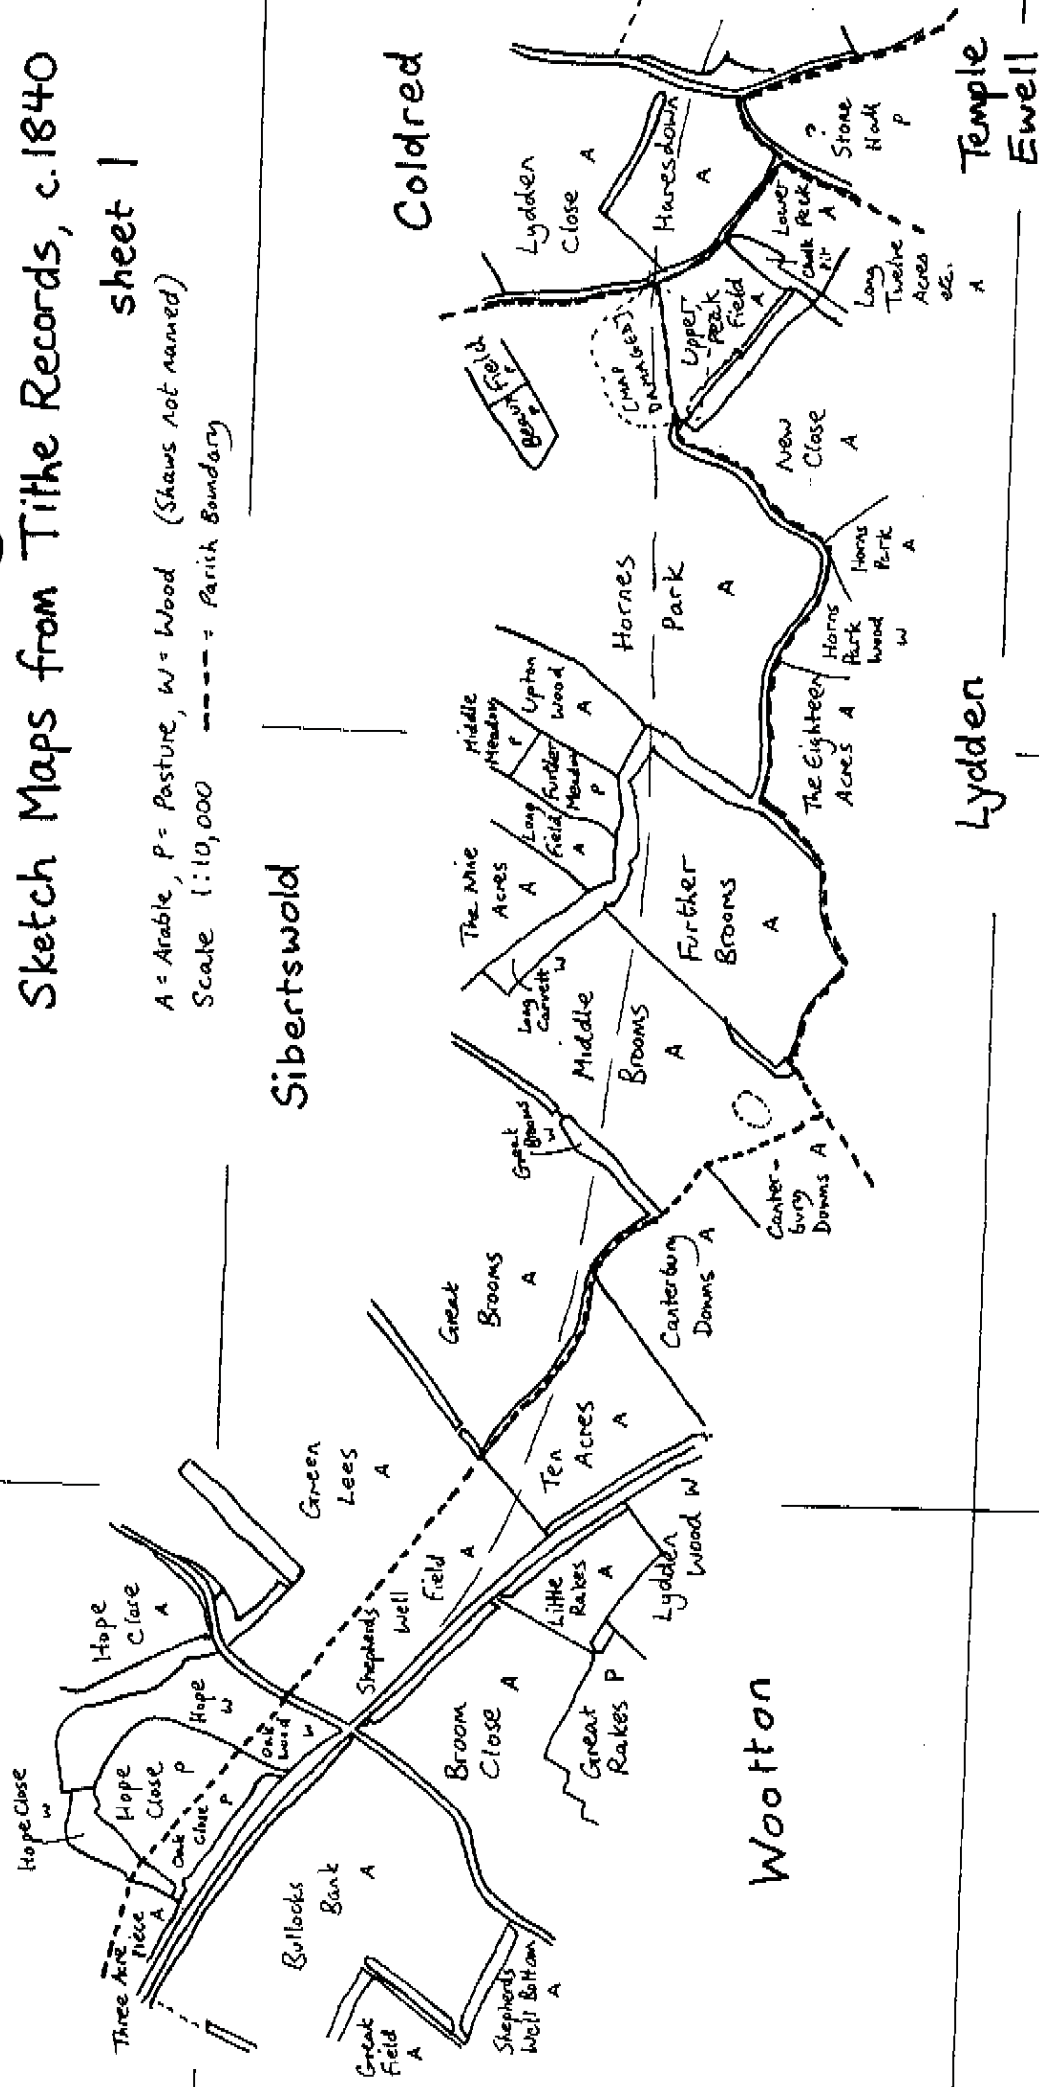 Sketch Maps from Tithe Records, c.1840
sheet 1
A = Arable, P = Pasture, W = Wood (Shaws not named)
Scale 1:10,000 ---- = Parish Boundary
Sibertswold
Coldred
Three Acre
Piece
A
Hope Close
W
Hope
Close
P
Oak
Close
P
Hope
W
Oak
Wood
W
Hope
Close
A
Green
Lees
A
Great
Field
A
Bullocks
Bank
A
Shepherds
Well Bottom
A
Shepherds
Well
Field
A
Broom
Close
A
Great
Rakes P
Little
Rakes
A
Lydden
Wood W
Ten
Acres
A
Great
Brooms
A
Great
Brooms
W
Canterbury
Downs
A
Canter-
bury
Downs A
Middle
Brooms
A
Long
Carvett
W
The Nine
Acres
A
Long
Field
A
Further
Meadow
P
Middle
Meadow
P
Upton
Wood
A
Further
Brooms
A
Hornes
Park
A
The Eighteen
Acres A
Horns
Park
Wood
W
Horns
Park
A
New
Close
A
Field
P
P
[MAP
DAMAGED]
Upper
Peak
Field
A
Lydden
Close
A
Haresdown
A
Lower
Peak
A
Chalk
Pit
Long
Twelve
Acres
etc.
A
?
Stone
Hall
P
Wootton
Lydden
Temple
Ewell